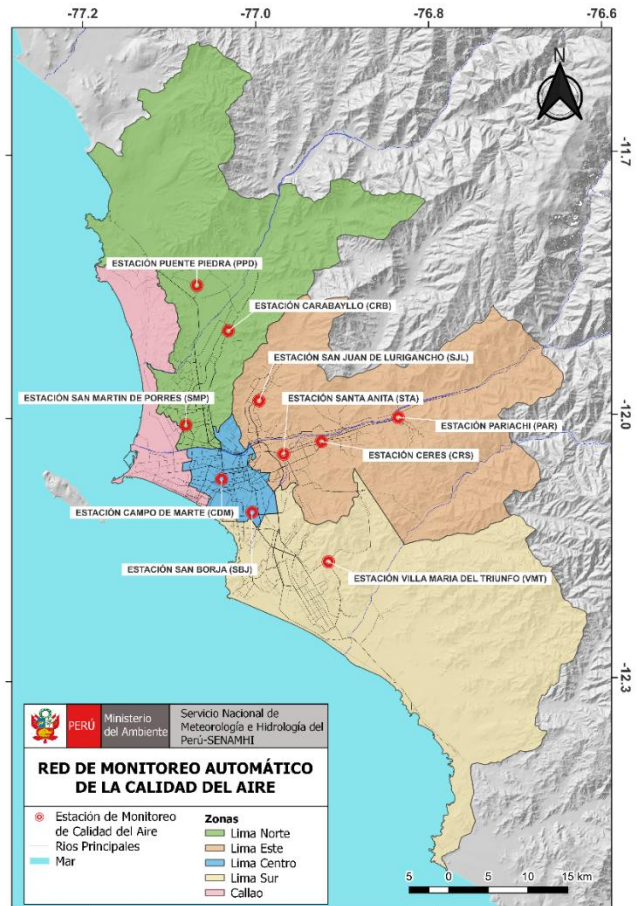 -77.2
-77.0
-76.8
-76.6
N
-11.7
ESTACIÓN PUENTE PIEDRA (PPD)
ESTACIÓN CARABAYLLO (CRB)
ESTACIÓN SAN JUAN DE LURIGANCHO (SJL)
ESTACIÓN SAN MARTIN DE PORRES (SMP)
ESTACIÓN SANTA ANITA (STA)
-12.0
ESTACIÓN PARIACHI (PAR)
ESTACIÓN CERES (CRS)
ESTACIÓN CAMPO DE MARTE (CDM)
ESTACIÓN SAN BORJA (SBJ)
ESTACIÓN VILLA MARIA DEL TRIUNFO (VMT)
-12.3
PERÚ
Ministerio
del Ambiente
Servicio Nacional de
Meteorología e Hidrología del
Perú-SENAMHI
RED DE MONITOREO AUTOMÁTICO
DE LA CALIDAD DEL AIRE
Estación de Monitoreo
de Calidad del Aire
Rios Principales
Mar
Zonas
Lima Norte
Lima Este
Lima Centro
Lima Sur
Callao
5 0 5 10 15 km